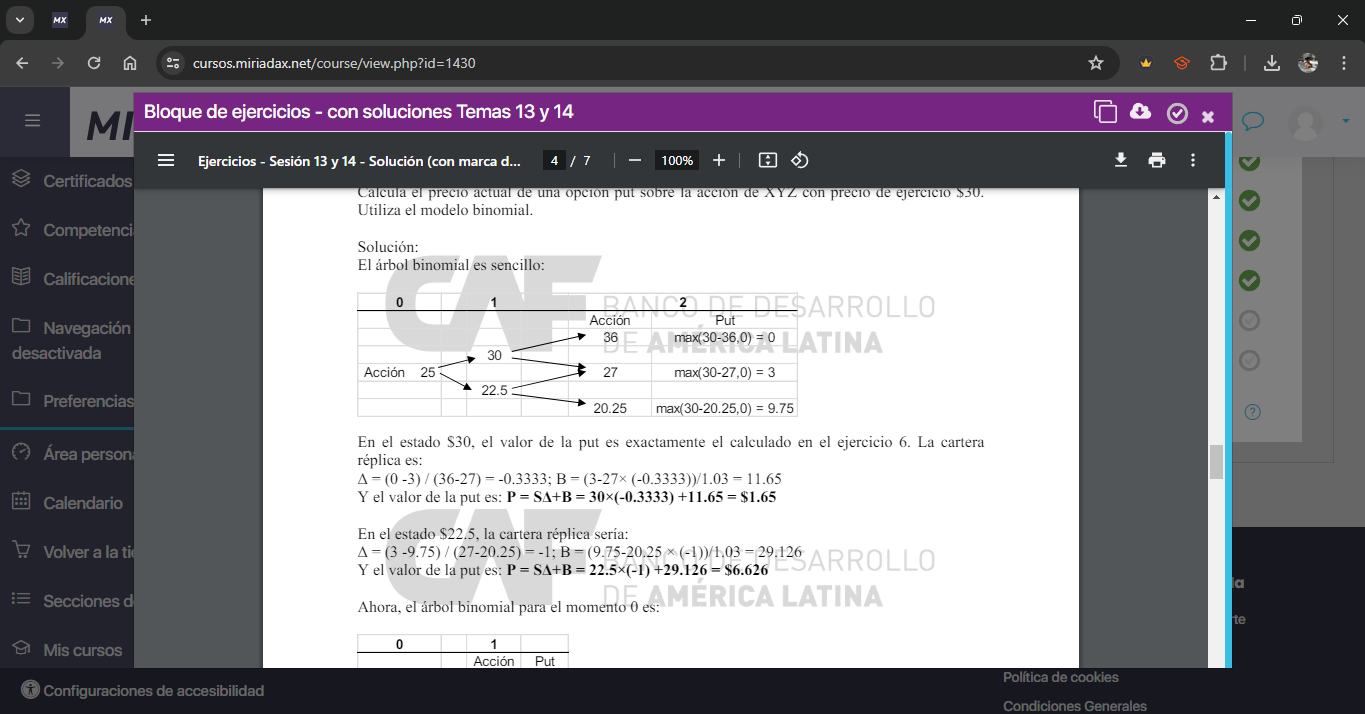 MX
MX
cursos.miriadax.net/course/view.php?id=1430
Bloque de ejercicios - con soluciones Temas 13 y 14
MI
Ejercicios - Sesión 13 y 14 - Solución (con marca d...
4 / 7
100%
Certificados
Competenci
Calificacione
Navegación
desactivada
Preferencias
Área persona
Calendario
Volver a la tie
Secciones d
Mis cursos
Calcula el precio actual de una opción put sobre la acción de XYZ con precio de ejercicio $30.
Utiliza el modelo binomial.
Solución:
El árbol binomial es sencillo:
CAF BANCO DE DESARROLLO
DE AMÉRICA LATINA
0 1 2
Acción Put
36 max(30-36,0) = 0
30
Acción 25 27 max(30-27,0) = 3
22.5
20.25 max(30-20.25,0) = 9.75
En el estado $30, el valor de la put es exactamente el calculado en el ejercicio 6. La cartera
réplica es:
Δ = (0 -3) / (36-27) = -0.3333; B = (3-27× (-0.3333))/1.03 = 11.65
Y el valor de la put es: P = SΔ+B = 30×(-0.3333) +11.65 = $1.65
En el estado $22.5, la cartera réplica sería:
Δ = (3 -9.75) / (27-20.25) = -1; B = (9.75-20.25 × (-1))/1.03 = 29.126
Y el valor de la put es: P = SΔ+B = 22.5×(-1) +29.126 = $6.626
CAF BANCO DE DESARROLLO
DE AMÉRICA LATINA
Ahora, el árbol binomial para el momento 0 es:
0 1
Acción Put
la
rte
Configuraciones de accesibilidad
Política de cookies
Condiciones Generales